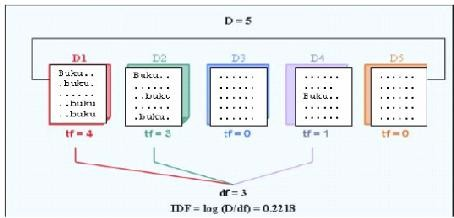 D = 5
D1 D2 D3 D4 D5
Buku..
.buku.
......
..buku
..buku
Buku..
......
..buku
......
.buku.
......
......
......
......
......
......
......
Buku..
......
......
......
......
......
......
......
tf = 4 tf = 3 tf = 0 tf = 1 tf = 0
df = 3
IDF = log (D/df) = 0.2218